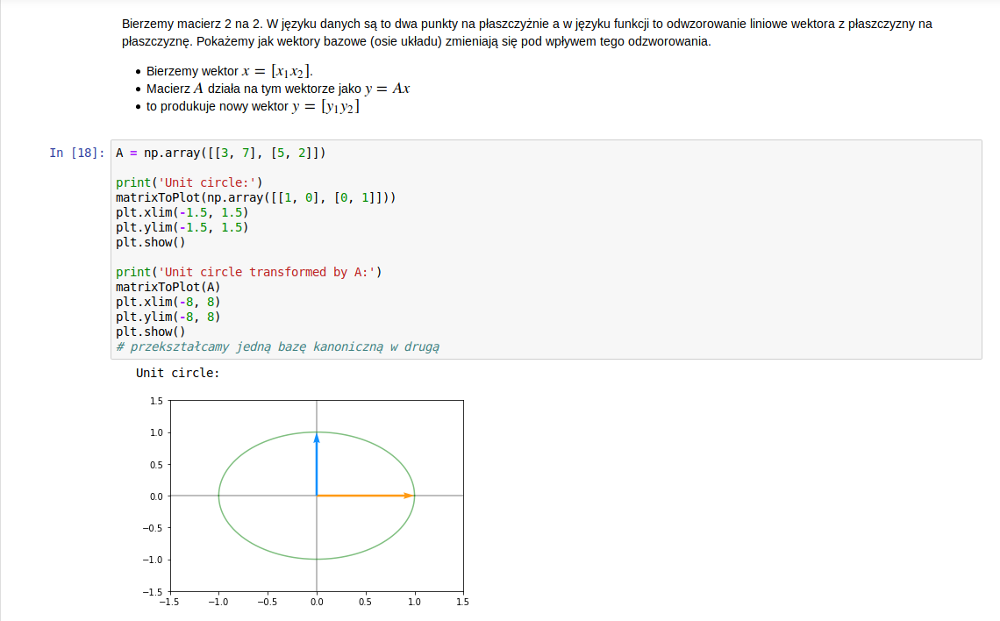 Bierzemy macierz 2 na 2. W języku danych są to dwa punkty na płaszczyźnie a w języku funkcji to odwzorowanie liniowe wektora z płaszczyzny na
płaszczyznę. Pokażemy jak wektory bazowe (osie układu) zmieniają się pod wpływem tego odzworowania.
• Bierzemy wektor x = [x₁x₂].
• Macierz A działa na tym wektorze jako y = Ax
• to produkuje nowy wektor y = [y₁y₂]
In [18]: A = np.array([[3, 7], [5, 2]])
print('Unit circle:')
matrixToPlot(np.array([[1, 0], [0, 1]]))
plt.xlim(-1.5, 1.5)
plt.ylim(-1.5, 1.5)
plt.show()
print('Unit circle transformed by A:')
matrixToPlot(A)
plt.xlim(-8, 8)
plt.ylim(-8, 8)
plt.show()
# przekształcamy jedną bazę kanoniczną w drugą
Unit circle:
1.5
1.0
0.5
0.0
−0.5
−1.0
−1.5
−1.5 −1.0 −0.5 0.0 0.5 1.0 1.5